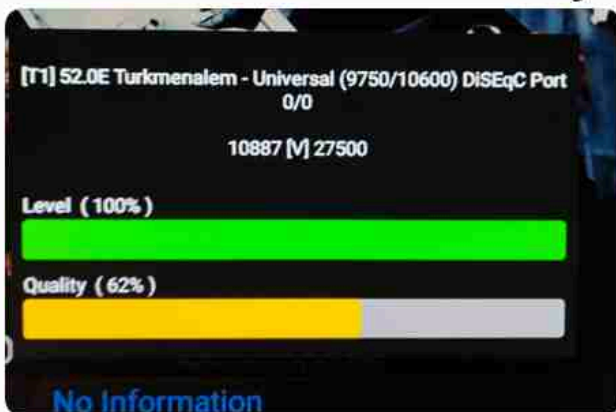 [T1] 52.0E Turkmenalem - Universal (9750/10600) DiSEqC Port
0/0
10887 [V] 27500
Level ( 100% )
Quality ( 62% )
No Information